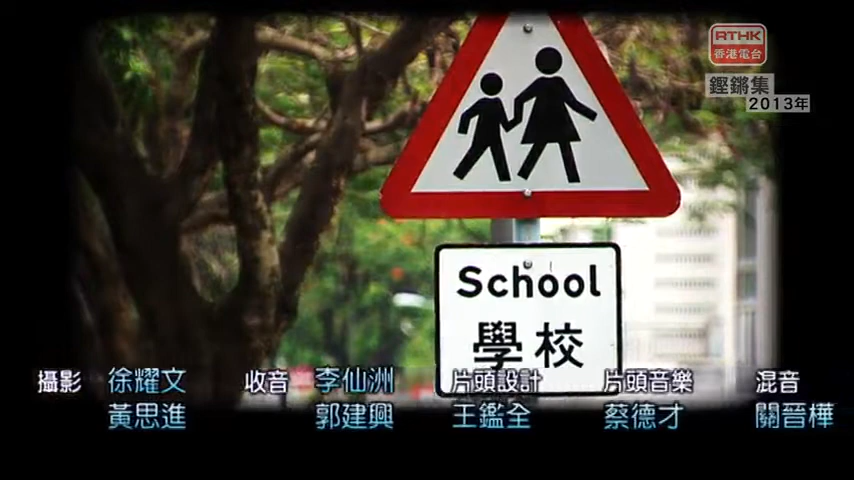 RTHK
香港電台
鏗鏘集
2013年
School
學校
攝影 徐耀文 收音 李仙洲 片頭設計 片頭音樂 混音
黃思進 郭建興 王鑑全 蔡德才 關晉樺